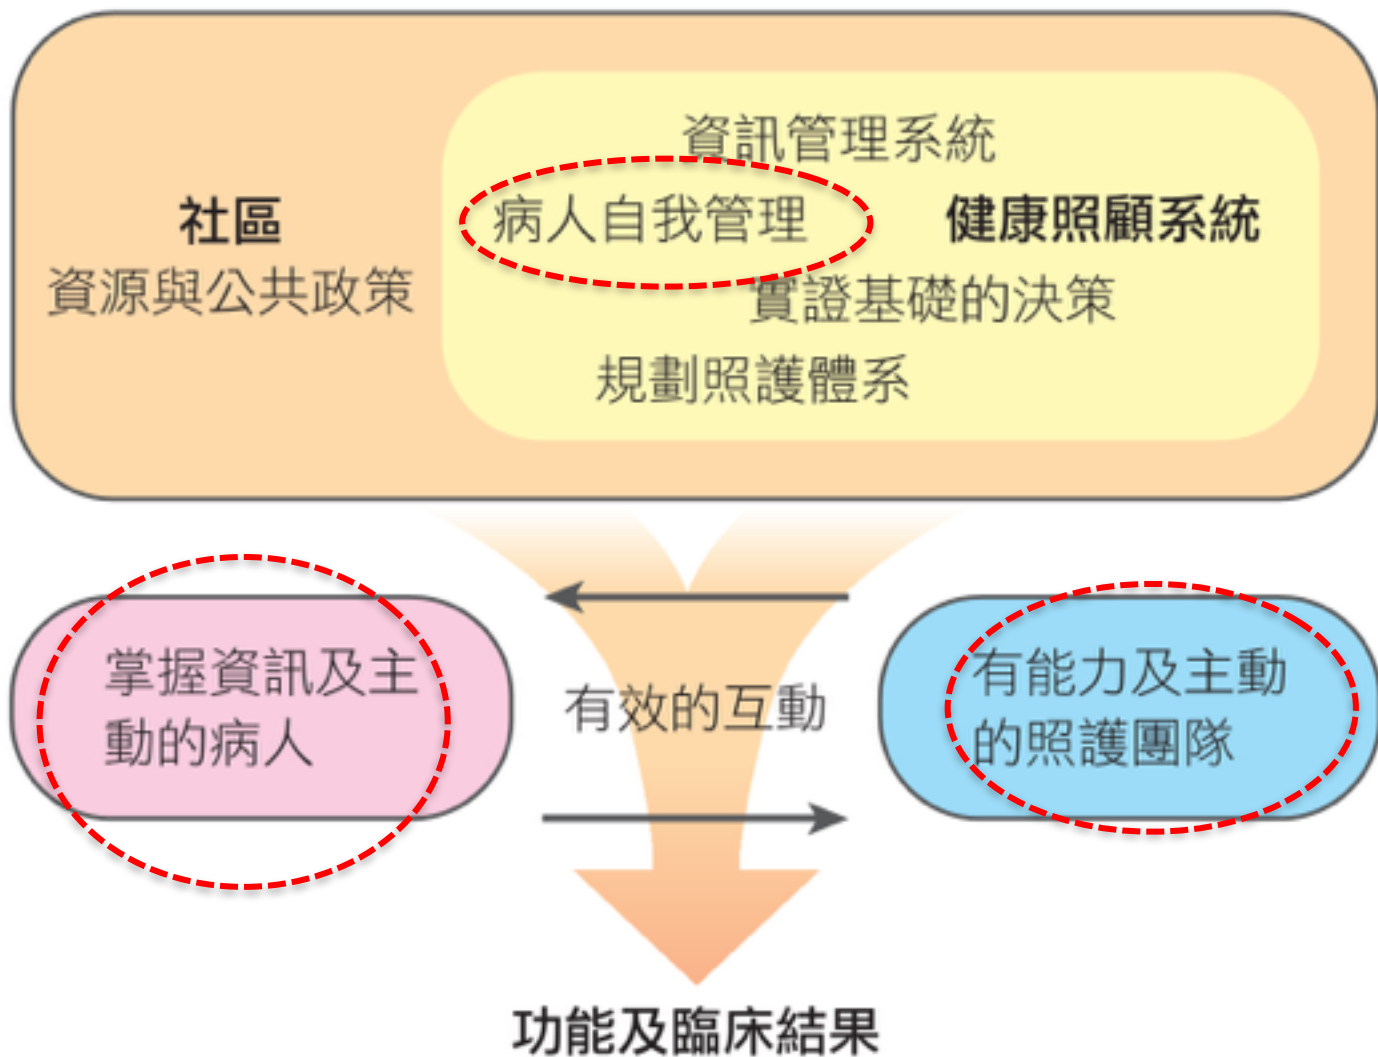 資訊管理系統
社區
病人自我管理
健康照顧系統
資源與公共政策
實證基礎的決策
規劃照護體系
掌握資訊及主
動的病人
有效的互動
有能力及主動
的照護團隊
功能及臨床結果